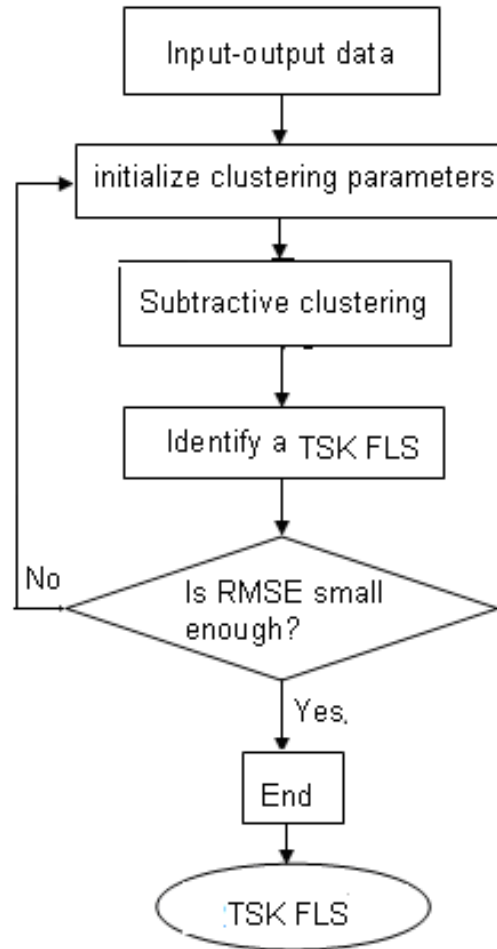 Input-output data
initialize clustering parameters
Subtractive clustering
Identify a TSK FLS
No
Is RMSE small
enough?
Yes.
End
TSK FLS